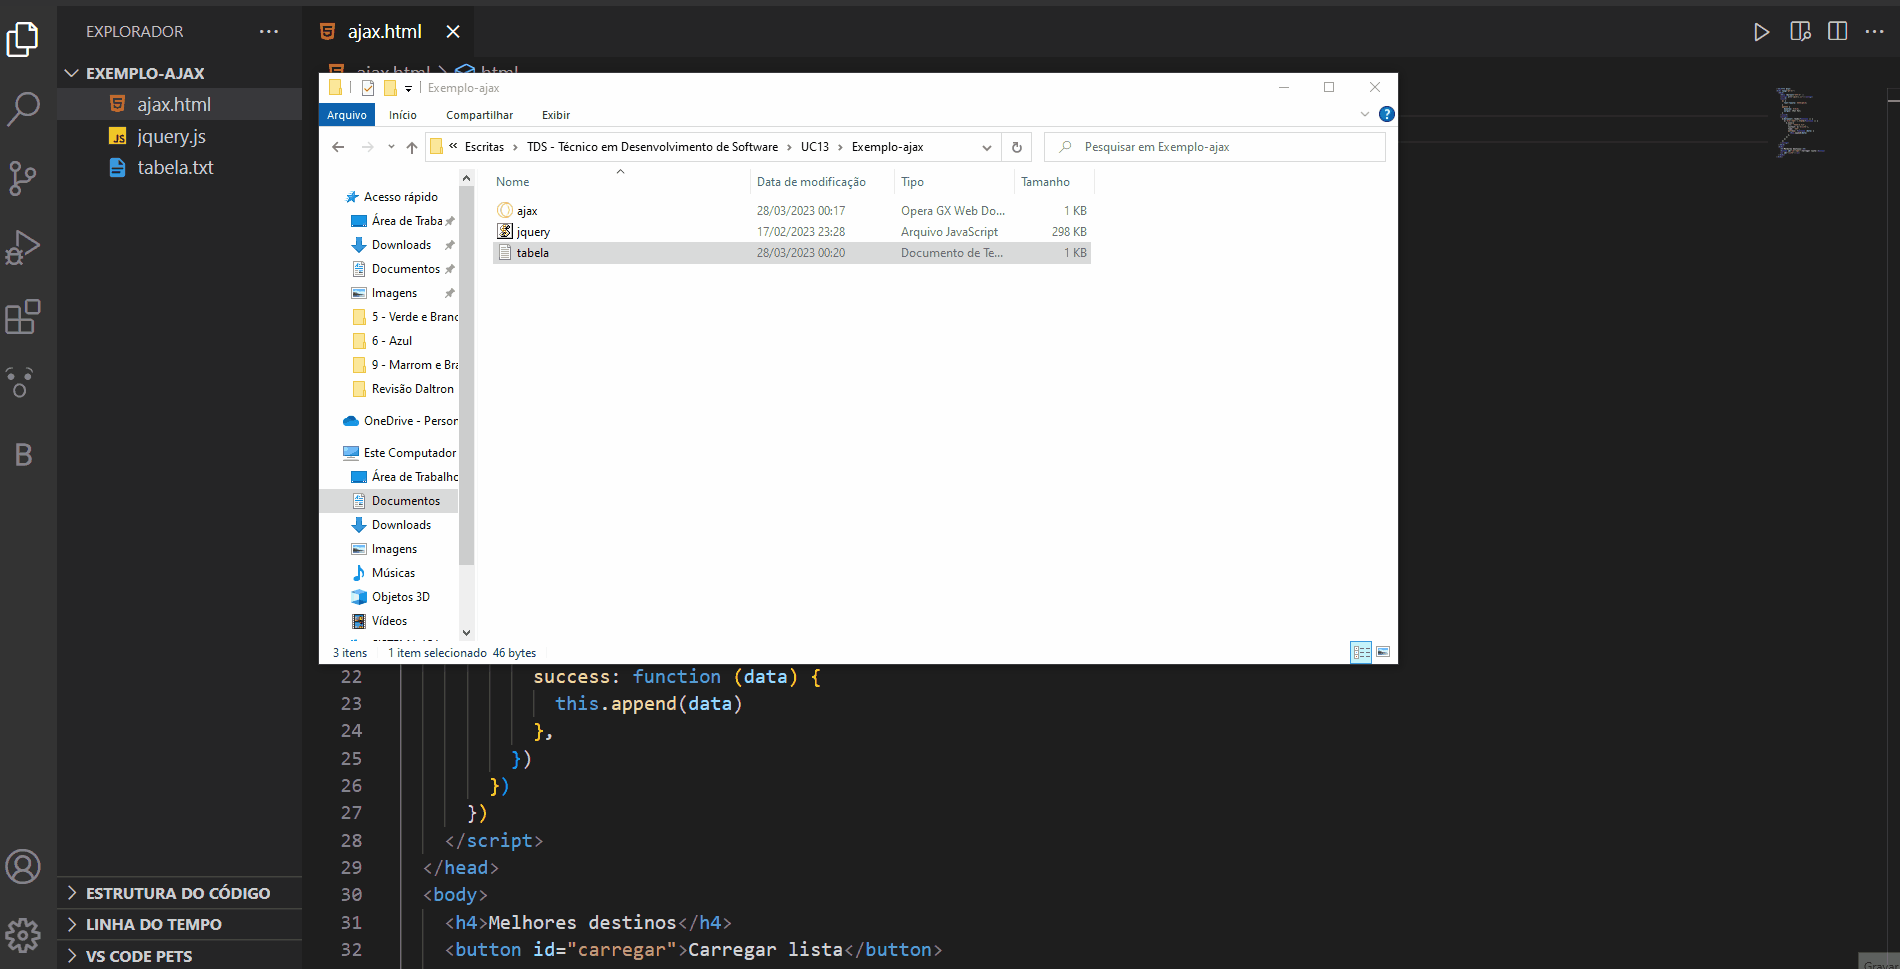 EXPLORADOR
ajax.html
EXEMPLO-AJAX
ajax.html
jquery.js
tabela.txt
ajax.html > html
Exemplo-ajax
Arquivo Início Compartilhar Exibir
« Escritas > TDS - Técnico em Desenvolvimento de Software > UC13 > Exemplo-ajax
Pesquisar em Exemplo-ajax
Nome Data de modificação Tipo Tamanho
ajax 28/03/2023 00:17 Opera GX Web Do... 1 KB
jquery 17/02/2023 23:28 Arquivo JavaScript 298 KB
tabela 28/03/2023 00:20 Documento de Te... 1 KB
Acesso rápido
Área de Traba
Downloads
Documentos
Imagens
5 - Verde e Branc
6 - Azul
9 - Marrom e Bra
Revisão Daltron
OneDrive - Person
Este Computador
Área de Trabalho
Documentos
Downloads
Imagens
Músicas
Objetos 3D
Vídeos
3 itens 1 item selecionado 46 bytes
22 success: function (data) {
23 this.append(data)
24 },
25 })
26 })
27 })
28 </script>
29 </head>
30 <body>
31 <h4>Melhores destinos</h4>
32 <button id="carregar">Carregar lista</button>
ESTRUTURA DO CÓDIGO
LINHA DO TEMPO
VS CODE PETS